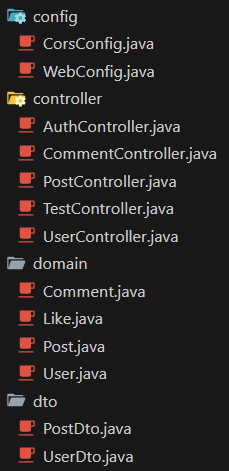 config
CorsConfig.java
WebConfig.java
controller
AuthController.java
CommentController.java
PostController.java
TestController.java
UserController.java
domain
Comment.java
Like.java
Post.java
User.java
dto
PostDto.java
UserDto.java